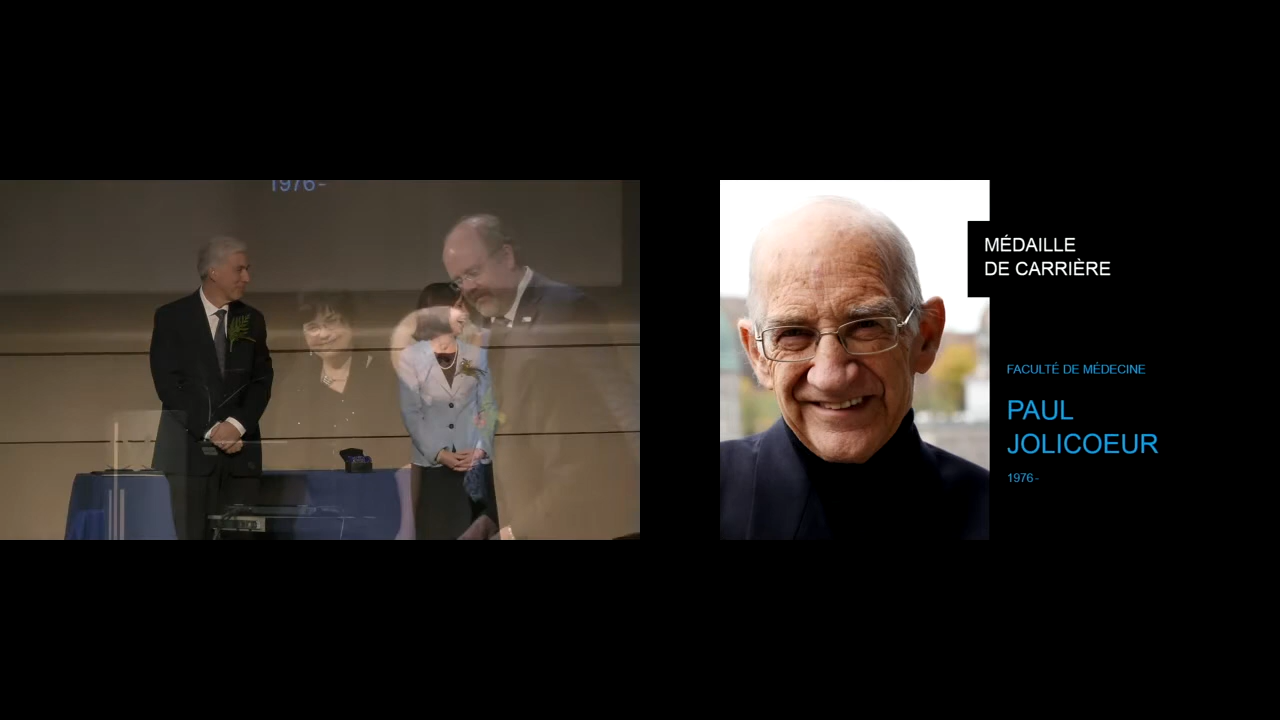 1976-
MÉDAILLE
DE CARRIÈRE
FACULTÉ DE MÉDECINE
PAUL
JOLICOEUR
1976-